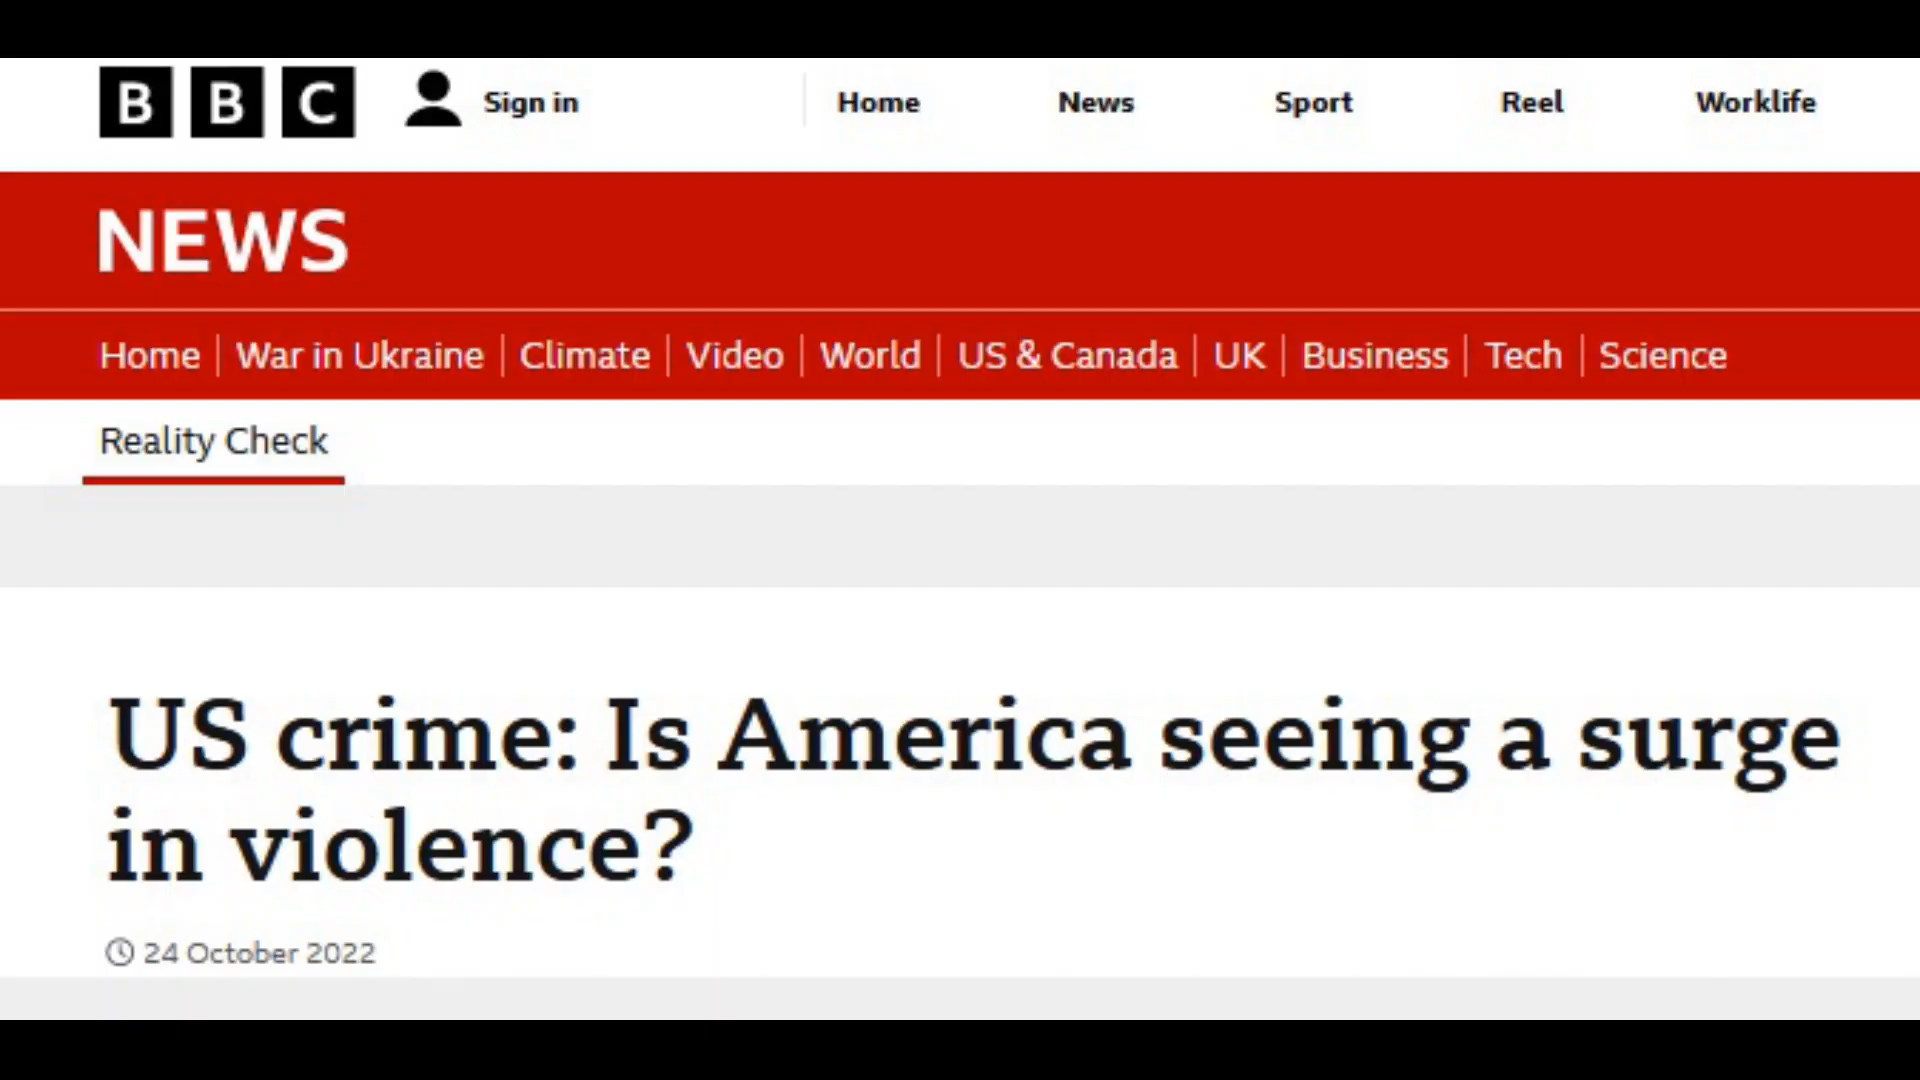 BBC Sign in Home News Sport Reel Worklife
NEWS
Home War in Ukraine Climate Video World US & Canada UK Business Tech Science
Reality Check
US crime: Is America seeing a surge
in violence?
24 October 2022